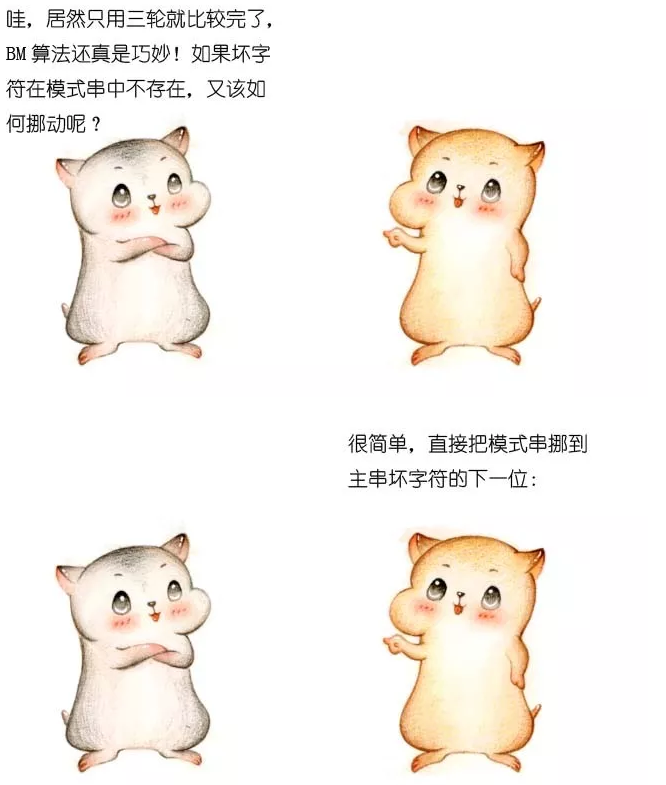 哇，居然只用三轮就比较完了，
BM 算法还真是巧妙！如果坏字
符在模式串中不存在，又该如
何挪动呢？
很简单，直接把模式串挪到
主串坏字符的下一位：